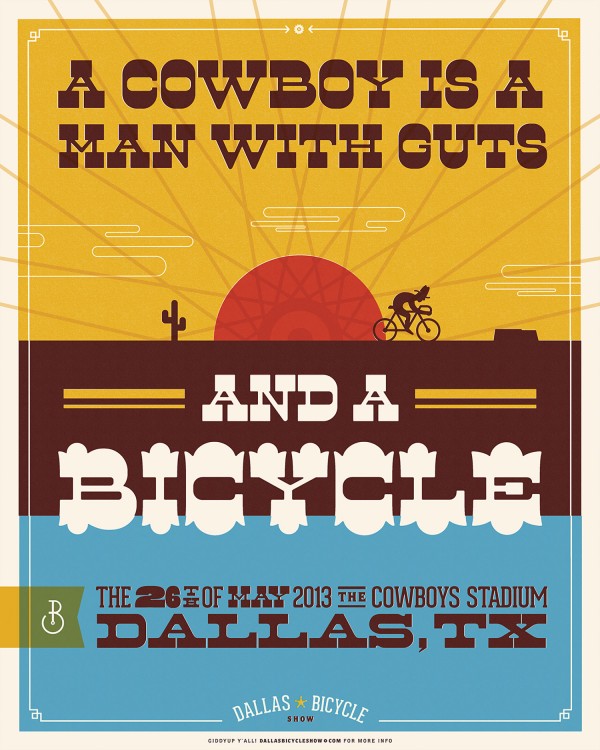 A COWBOY IS A
MAN WITH GUTS
AND A
BICYCLE
THE 26TH OF MAY 2013 THE COWBOYS STADIUM
DALLAS, TX
B
DALLAS ★ BICYCLE
SHOW
GIDDYUP Y'ALL! DALLASBICYCLESHOW.COM FOR MORE INFO